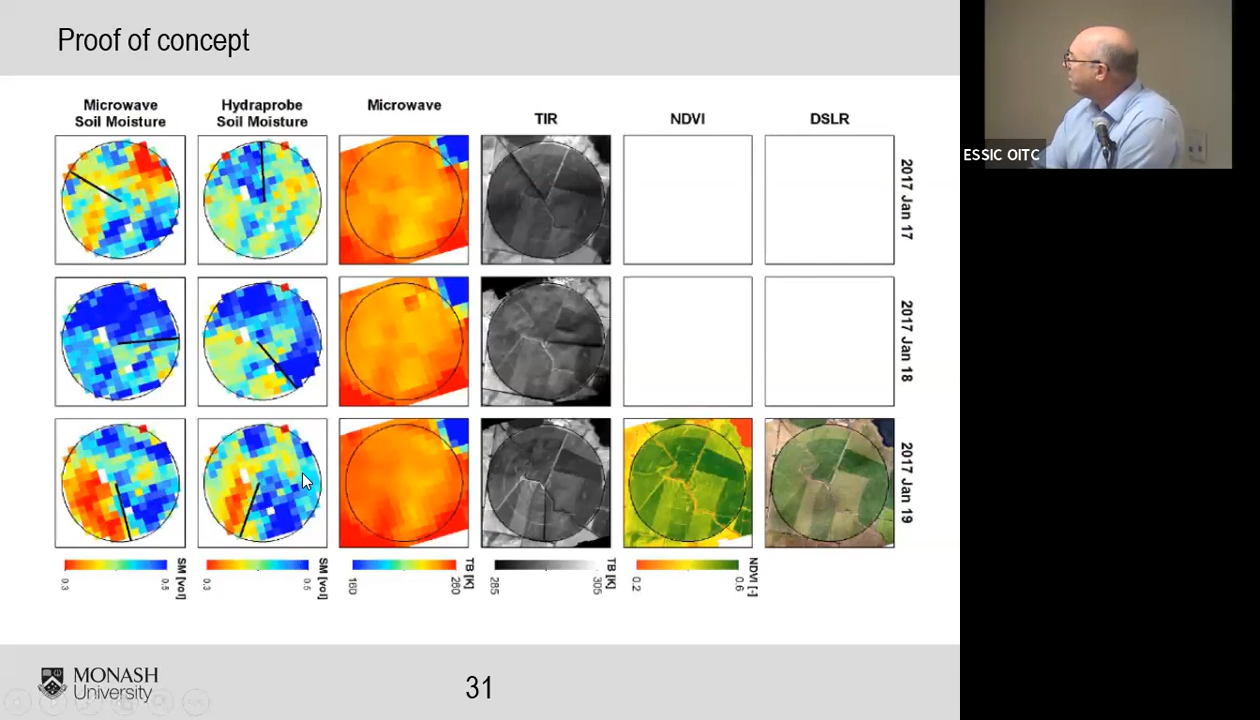 Proof of concept
Microwave
Soil Moisture
Hydraprobe
Soil Moisture
Microwave
TIR
NDVI
DSLR
2017 Jan 17
2017 Jan 18
2017 Jan 19
0.3
0.5
SM [vol]
0.3
0.5
SM [vol]
160
260
TB [K]
285
305
TB [K]
0.2
0.6
NDVI [-]
MONASH
University
31
ESSIC OITC